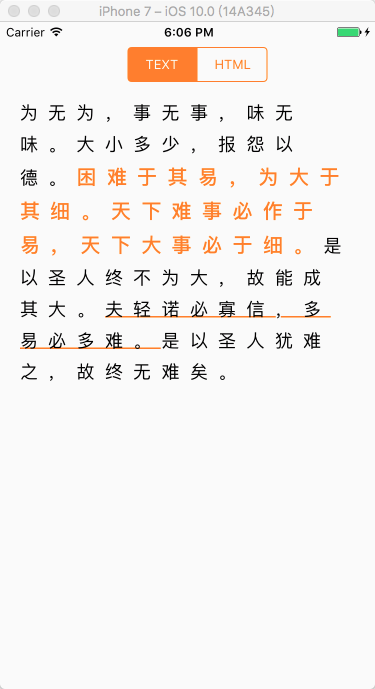 iPhone 7 – iOS 10.0 (14A345)
Carrier 6:06 PM
TEXT HTML
为无为，事无事，味无
味。大小多少，报怨以
德。困难于其易，为大于
其细。天下难事必作于
易，天下大事必于细。是
以圣人终不为大，故能成
其大。夫轻诺必寡信，多
易必多难。是以圣人犹难
之，故终无难矣。